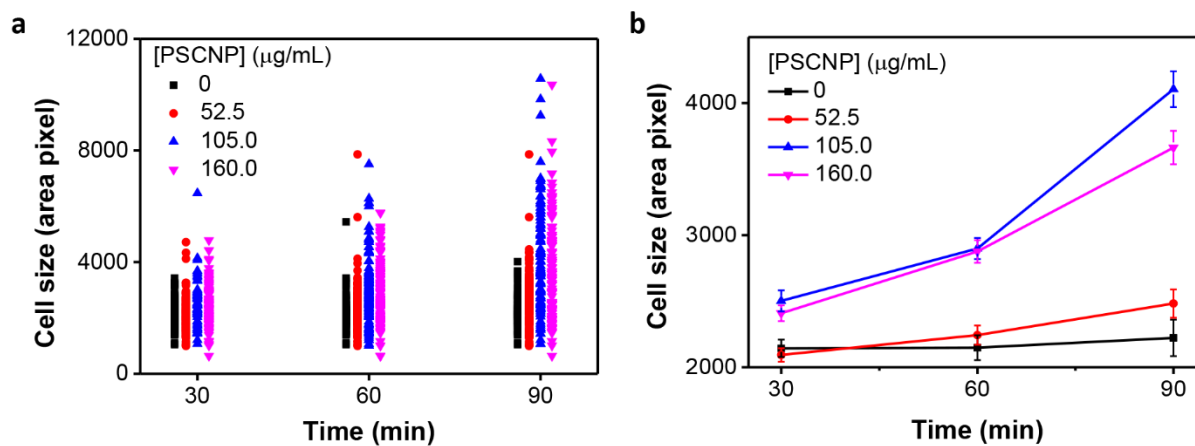 a
12000
8000
4000
0
Cell size (area pixel)
[PSCNP] (μg/mL)
0
52.5
105.0
160.0
30
60
90
Time (min)
b
4000
3000
2000
Cell size (area pixel)
[PSCNP] (μg/mL)
0
52.5
105.0
160.0
30
60
90
Time (min)